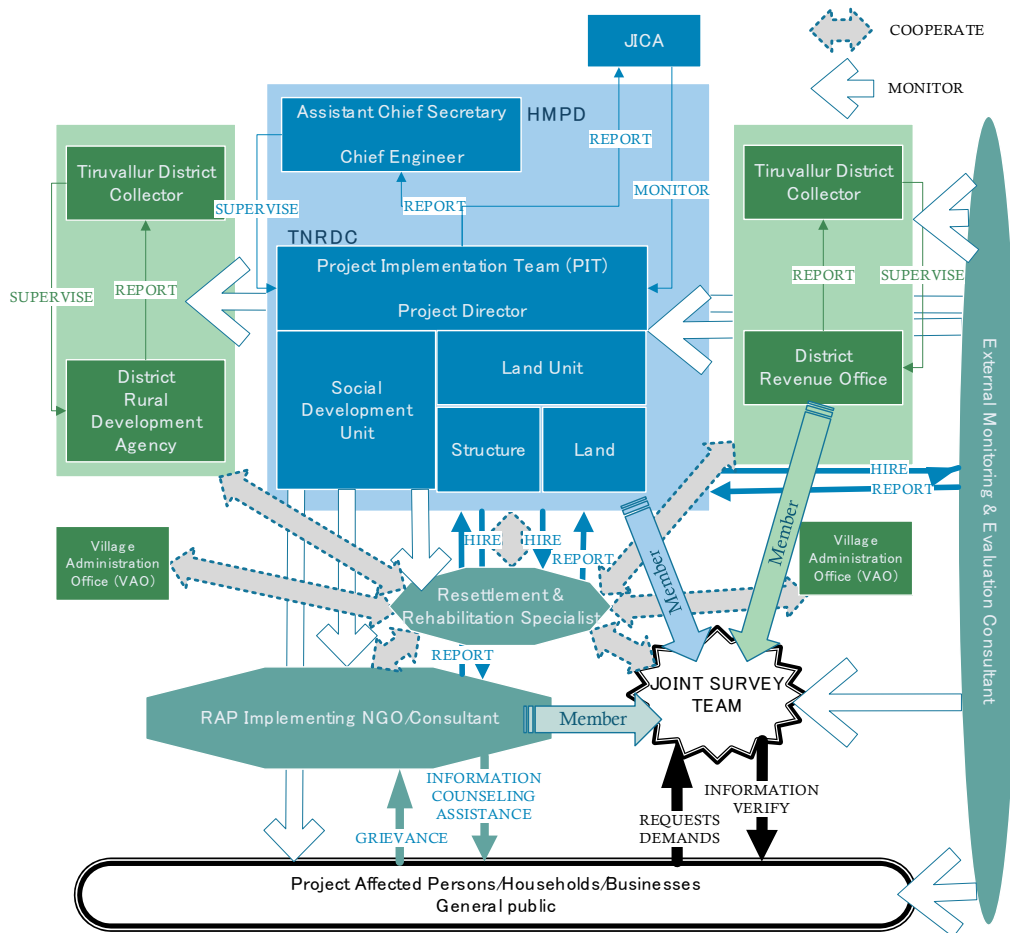 COOPERATE
MONITOR
JICA
HMPD
Assistant Chief Secretary
Chief Engineer
REPORT
REPORT
MONITOR
SUPERVISE
TNRDC
Project Implementation Team (PIT)
Project Director
Social
Development
Unit
Land Unit
Structure
Land
Tiruvallur District
Collector
SUPERVISE
REPORT
District
Rural
Development
Agency
Tiruvallur District
Collector
REPORT
SUPERVISE
District
Revenue Office
External Monitoring & Evaluation Consultant
HIRE
REPORT
Village
Administration
Office (VAO)
HIRE
HIRE
REPORT
Member
Member
Village
Administration
Office (VAO)
Resettlement &
Rehabilitation Specialist
REPORT
RAP Implementing NGO/Consultant
Member
JOINT SURVEY
TEAM
INFORMATION
COUNSELING
ASSISTANCE
GRIEVANCE
REQUESTS
DEMANDS
INFORMATION
VERIFY
Project Affected Persons/Households/Businesses
General public